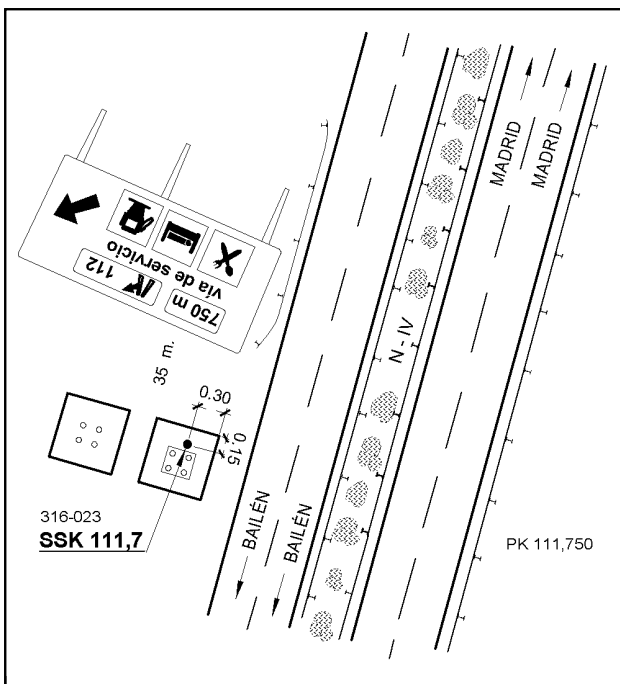 MADRID
MADRID
750 m
112
vía de servicio
N - IV
35 m.
0.30
0.15
316-023
SSK 111,7
BAILÉN
BAILÉN
PK 111,750